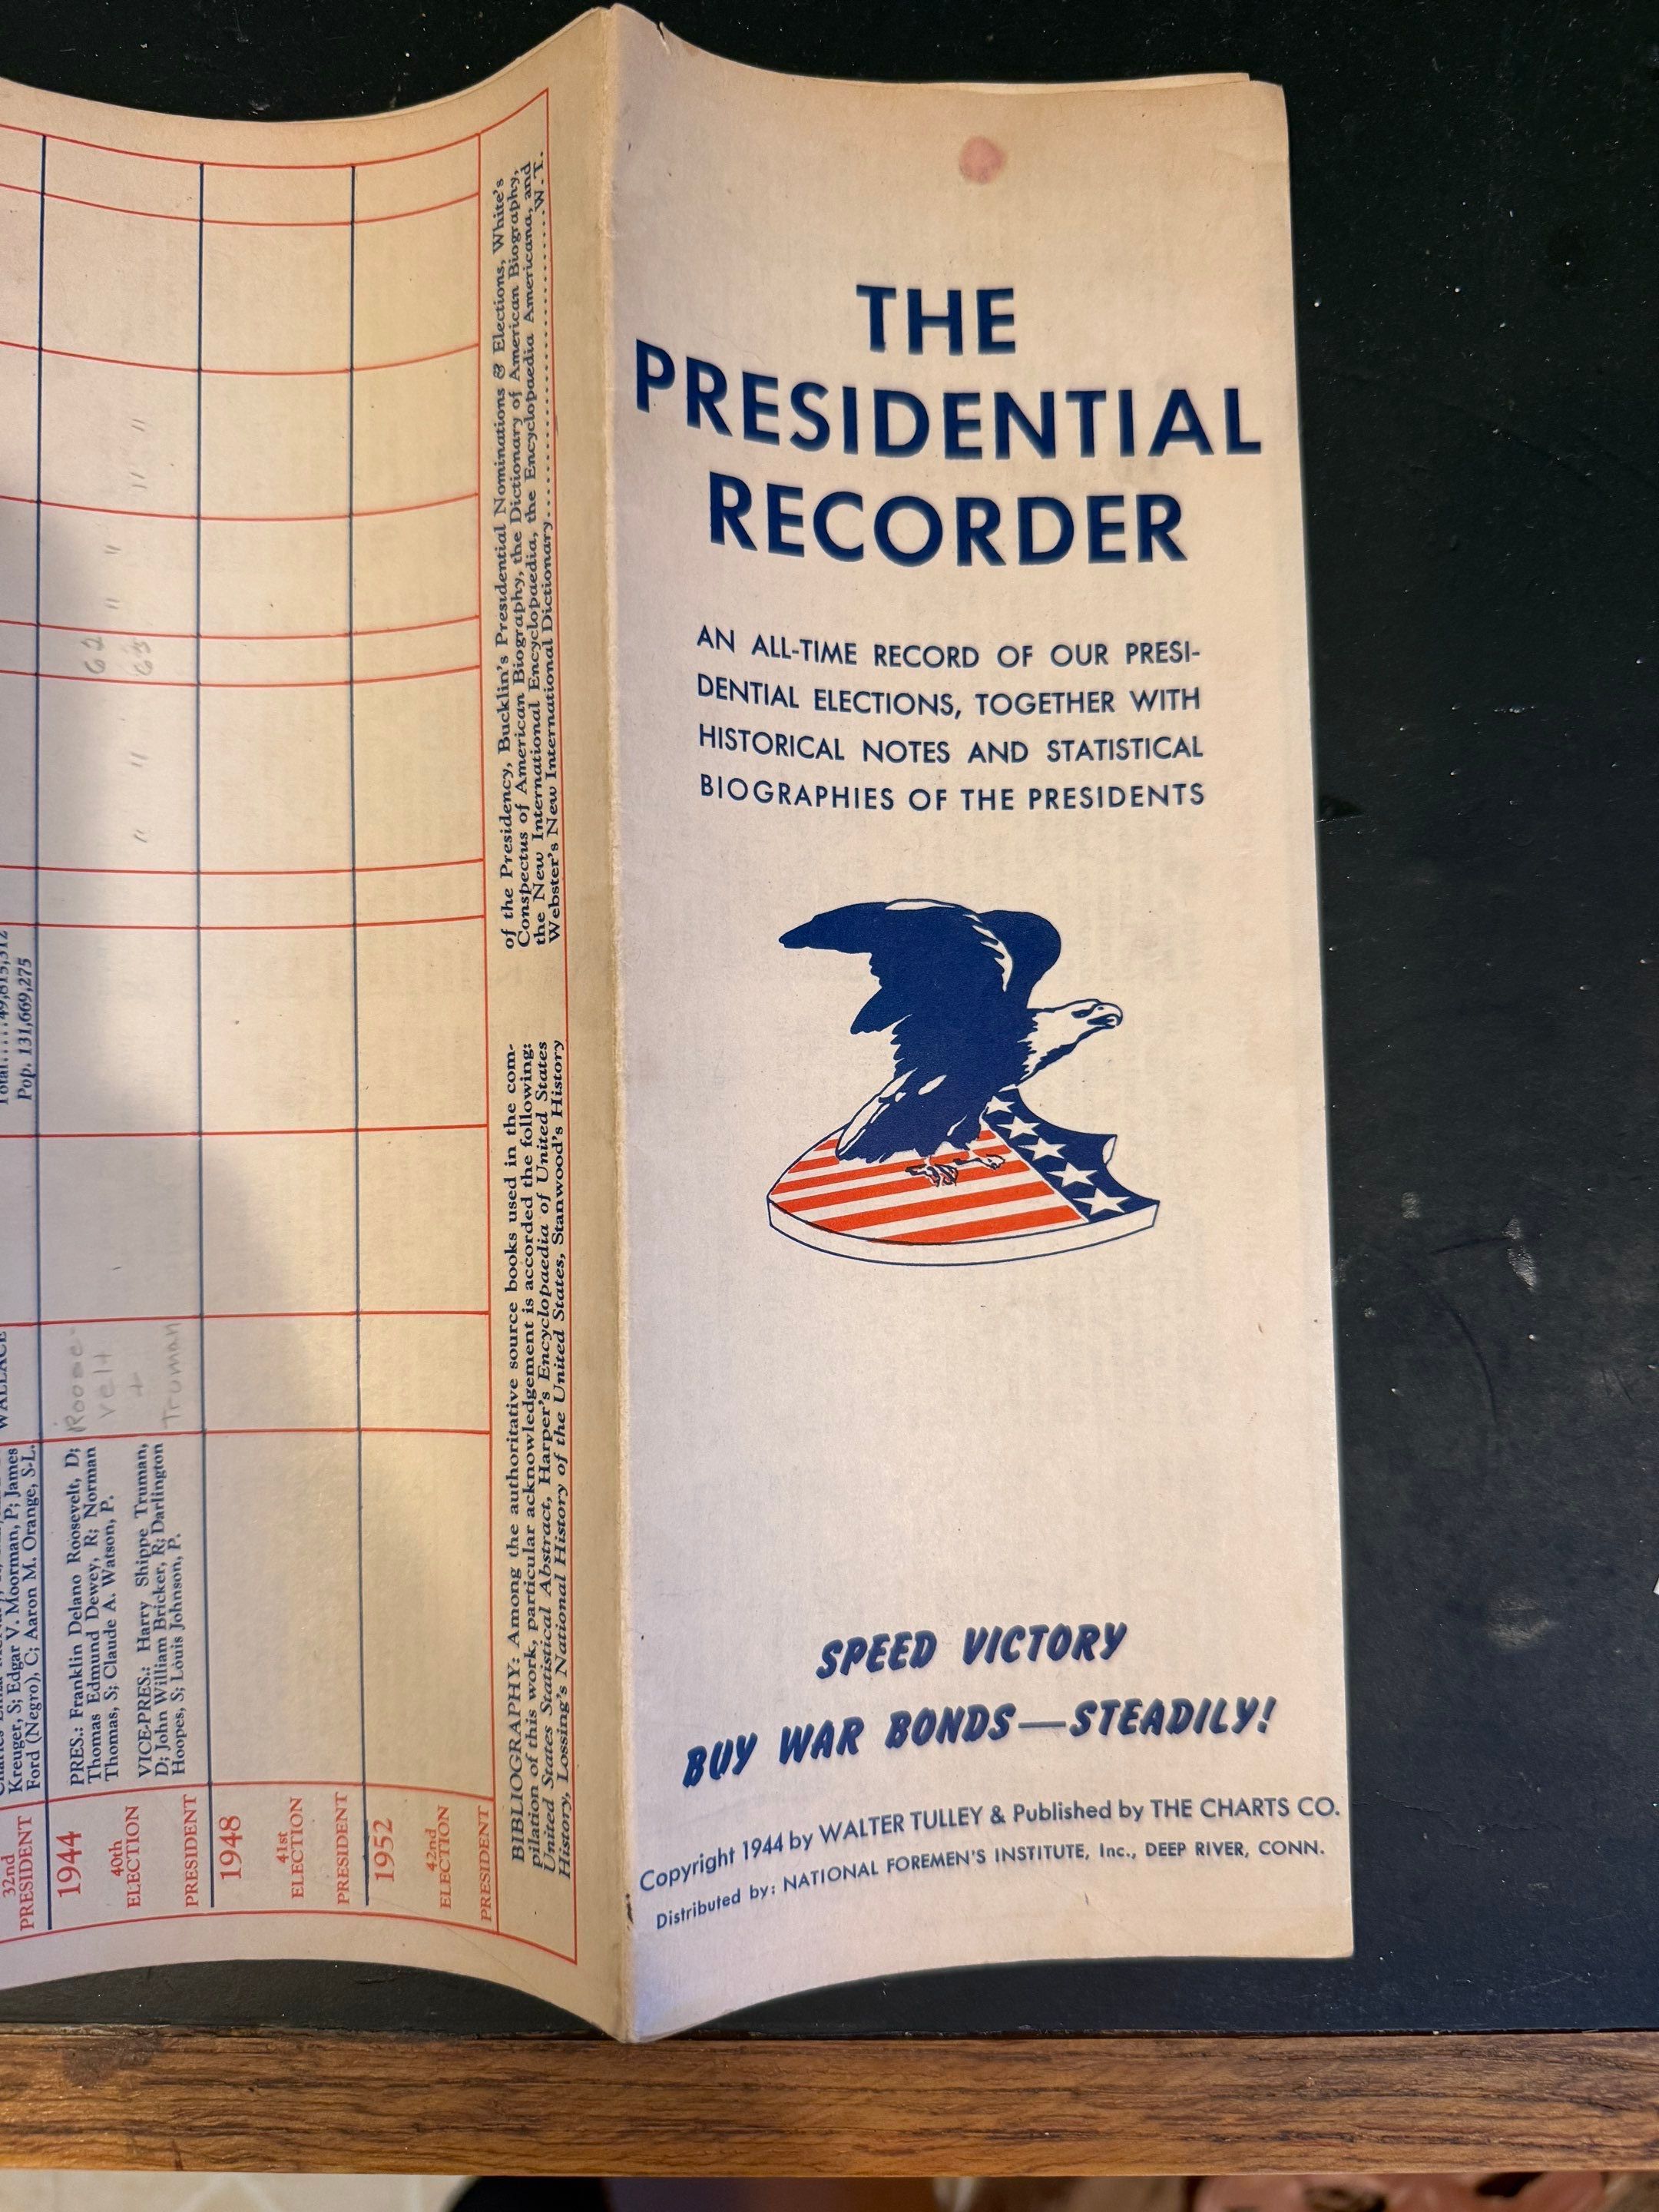 THE
PRESIDENTIAL
RECORDER
AN ALL-TIME RECORD OF OUR PRESI-
DENTIAL ELECTIONS, TOGETHER WITH
HISTORICAL NOTES AND STATISTICAL
BIOGRAPHIES OF THE PRESIDENTS
SPEED VICTORY
BUY WAR BONDS—STEADILY!
Copyright 1944 by WALTER TULLEY & Published by THE CHARTS CO.
Distributed by: NATIONAL FOREMEN'S INSTITUTE, Inc., DEEP RIVER, CONN.
32nd
PRESIDENT
Kreuger, S; Edgar V. Moorman, P; James
Ford (Negro), C; Aaron M. Orange, S-L.
WALLACE
Pop. 131,669,275
1944
40th
ELECTION
PRESIDENT
PRES.: Franklin Delano Roosevelt, D;
Thomas Edmund Dewey, R; Norman
Thomas, S; Claude A. Watson, P.
VICE-PRES.: Harry Shippe Truman,
D; John William Bricker, R; Darlington
Hoopes, S; Louis Johnson, P.
Roose-
velt
+
Truman
62
63
" "
" "
" "
1948
41st
ELECTION
PRESIDENT
1952
42nd
ELECTION
PRESIDENT
BIBLIOGRAPHY: Among the authoritative source books used in the com-
pilation of this work, particular acknowledgement is accorded the following:
United States Statistical Abstract, Harper's Encyclopaedia of United States
History, Lossing's National History of the United States, Stanwood's History
of the Presidency, Bucklin's Presidential Nominations & Elections, White's
Conspectus of American Biography, the Dictionary of American Biography,
the New International Encyclopaedia, the Encyclopaedia Americana, and
Webster's New International Dictionary..............................W. T.